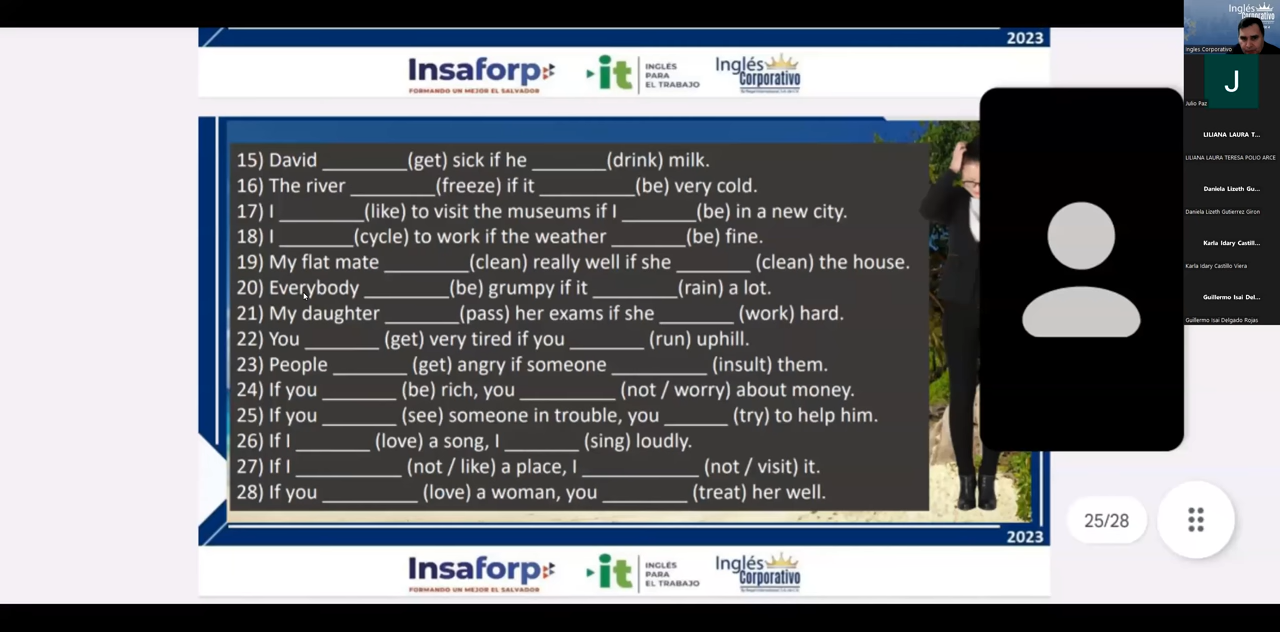 2023
Insaforp
FORMANDO UN MEJOR EL SALVADOR
it
INGLÉS
PARA
EL TRABAJO
Inglés
Corporativo
15) David ________(get) sick if he _______(drink) milk.
16) The river ________(freeze) if it _________(be) very cold.
17) I ________(like) to visit the museums if I _______(be) in a new city.
18) I _______(cycle) to work if the weather _______(be) fine.
19) My flat mate ________(clean) really well if she _______ (clean) the house.
20) Everybody ________(be) grumpy if it ________(rain) a lot.
21) My daughter _______(pass) her exams if she _______ (work) hard.
22) You _______ (get) very tired if you _______ (run) uphill.
23) People _______ (get) angry if someone _________ (insult) them.
24) If you _______ (be) rich, you _________ (not / worry) about money.
25) If you _______ (see) someone in trouble, you ______ (try) to help him.
26) If I _______ (love) a song, I ________ (sing) loudly.
27) If I __________ (not / like) a place, I ___________ (not / visit) it.
28) If you _________ (love) a woman, you ________ (treat) her well.
2023
Insaforp
FORMANDO UN MEJOR EL SALVADOR
it
INGLÉS
PARA
EL TRABAJO
Inglés
Corporativo
25/28
Inglés
Corporativo
Ingles Corporativo
J
Julio Paz
LILIANA LAURA T...
LILIANA LAURA TERESA POLIO ARCE
Daniela Lizeth Gu...
Daniela Lizeth Gutierrez Giron
Karla Idary Castill...
Karla Idary Castillo Viera
Guillermo Isai Del...
Guillermo Isai Delgado Rojas